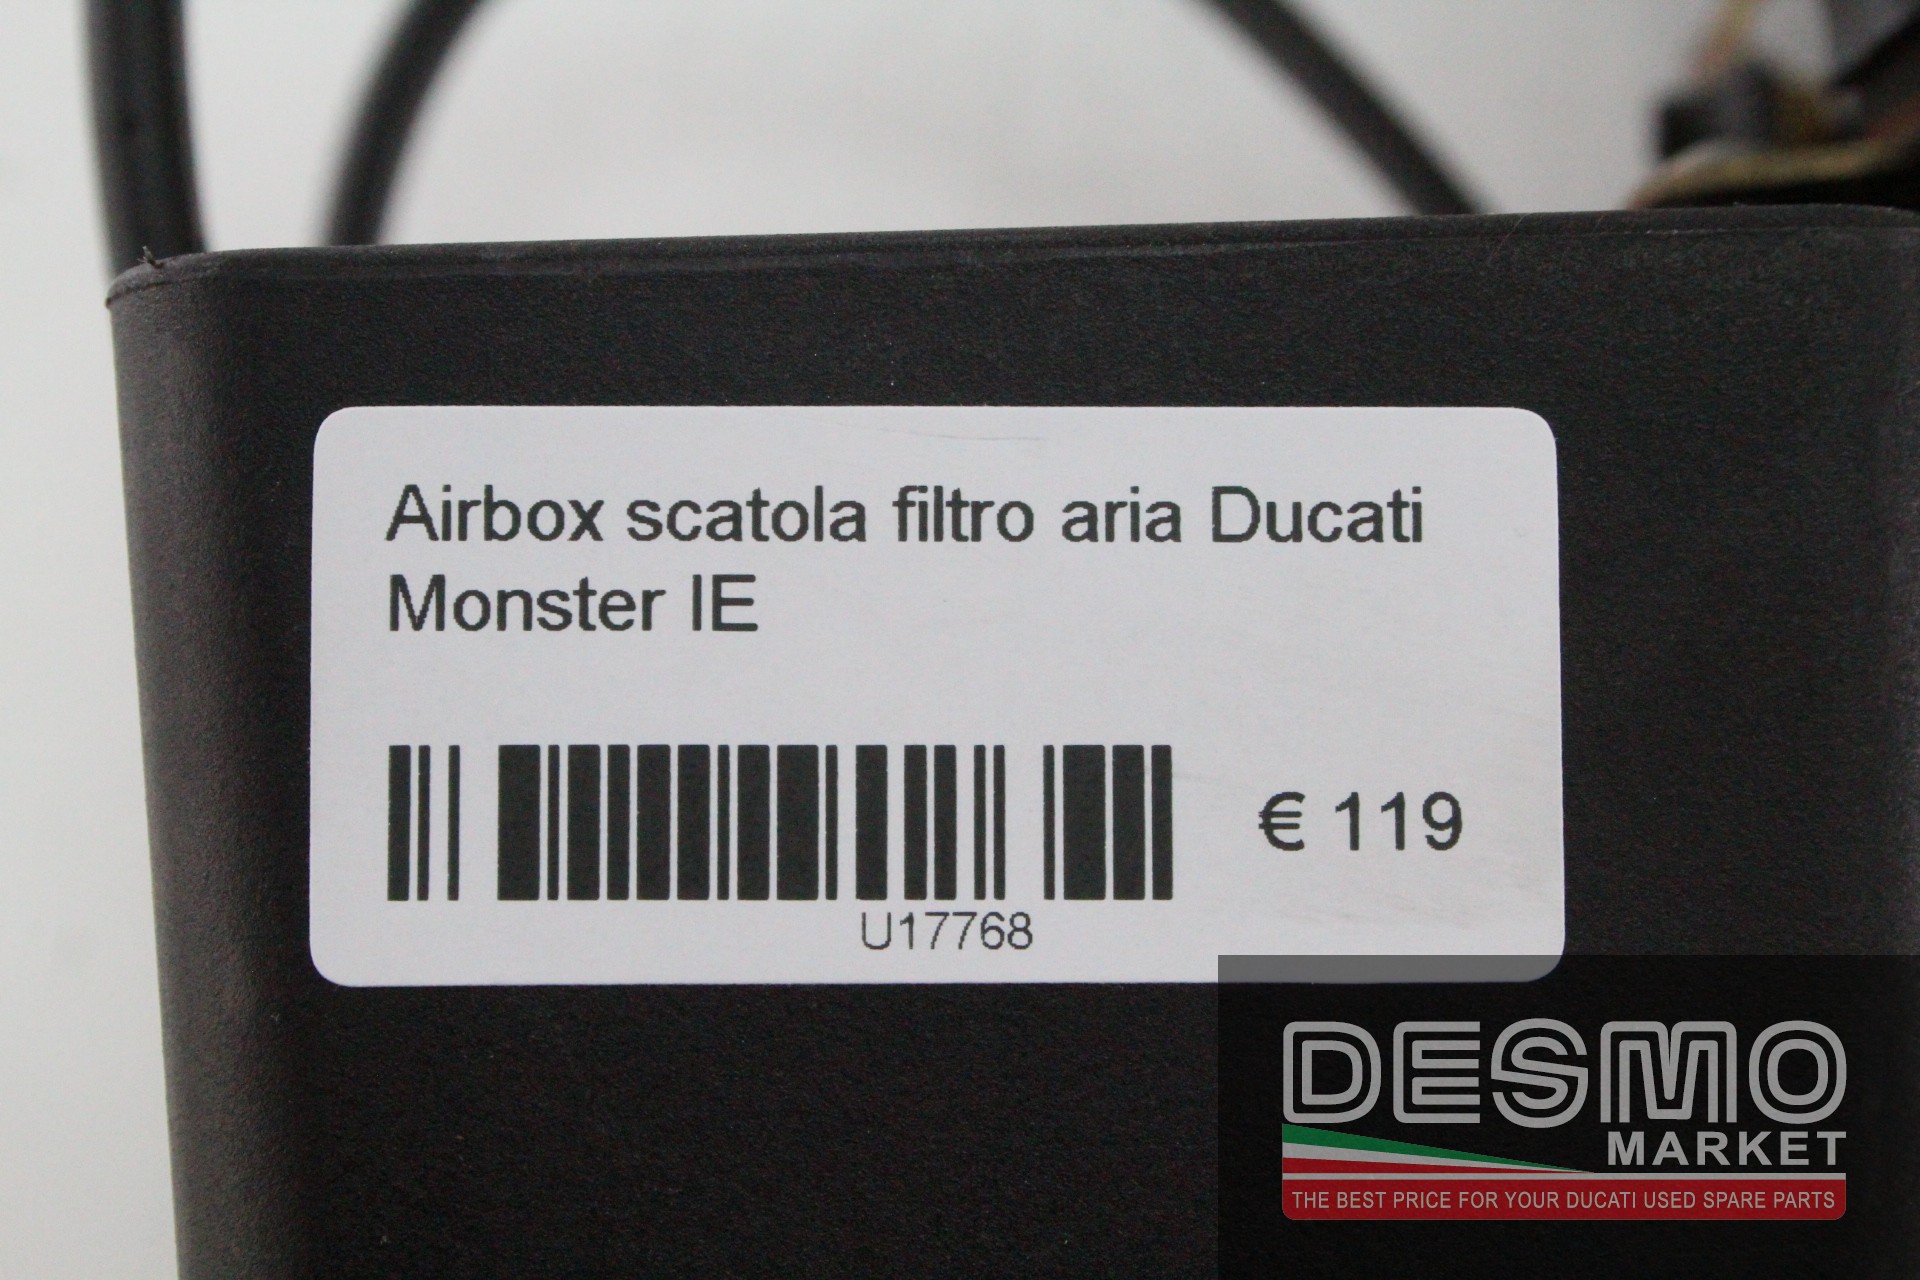 Airbox scatola filtro aria Ducati
Monster IE
€ 119
U17768
DESMO
MARKET
THE BEST PRICE FOR YOUR DUCATI USED SPARE PARTS